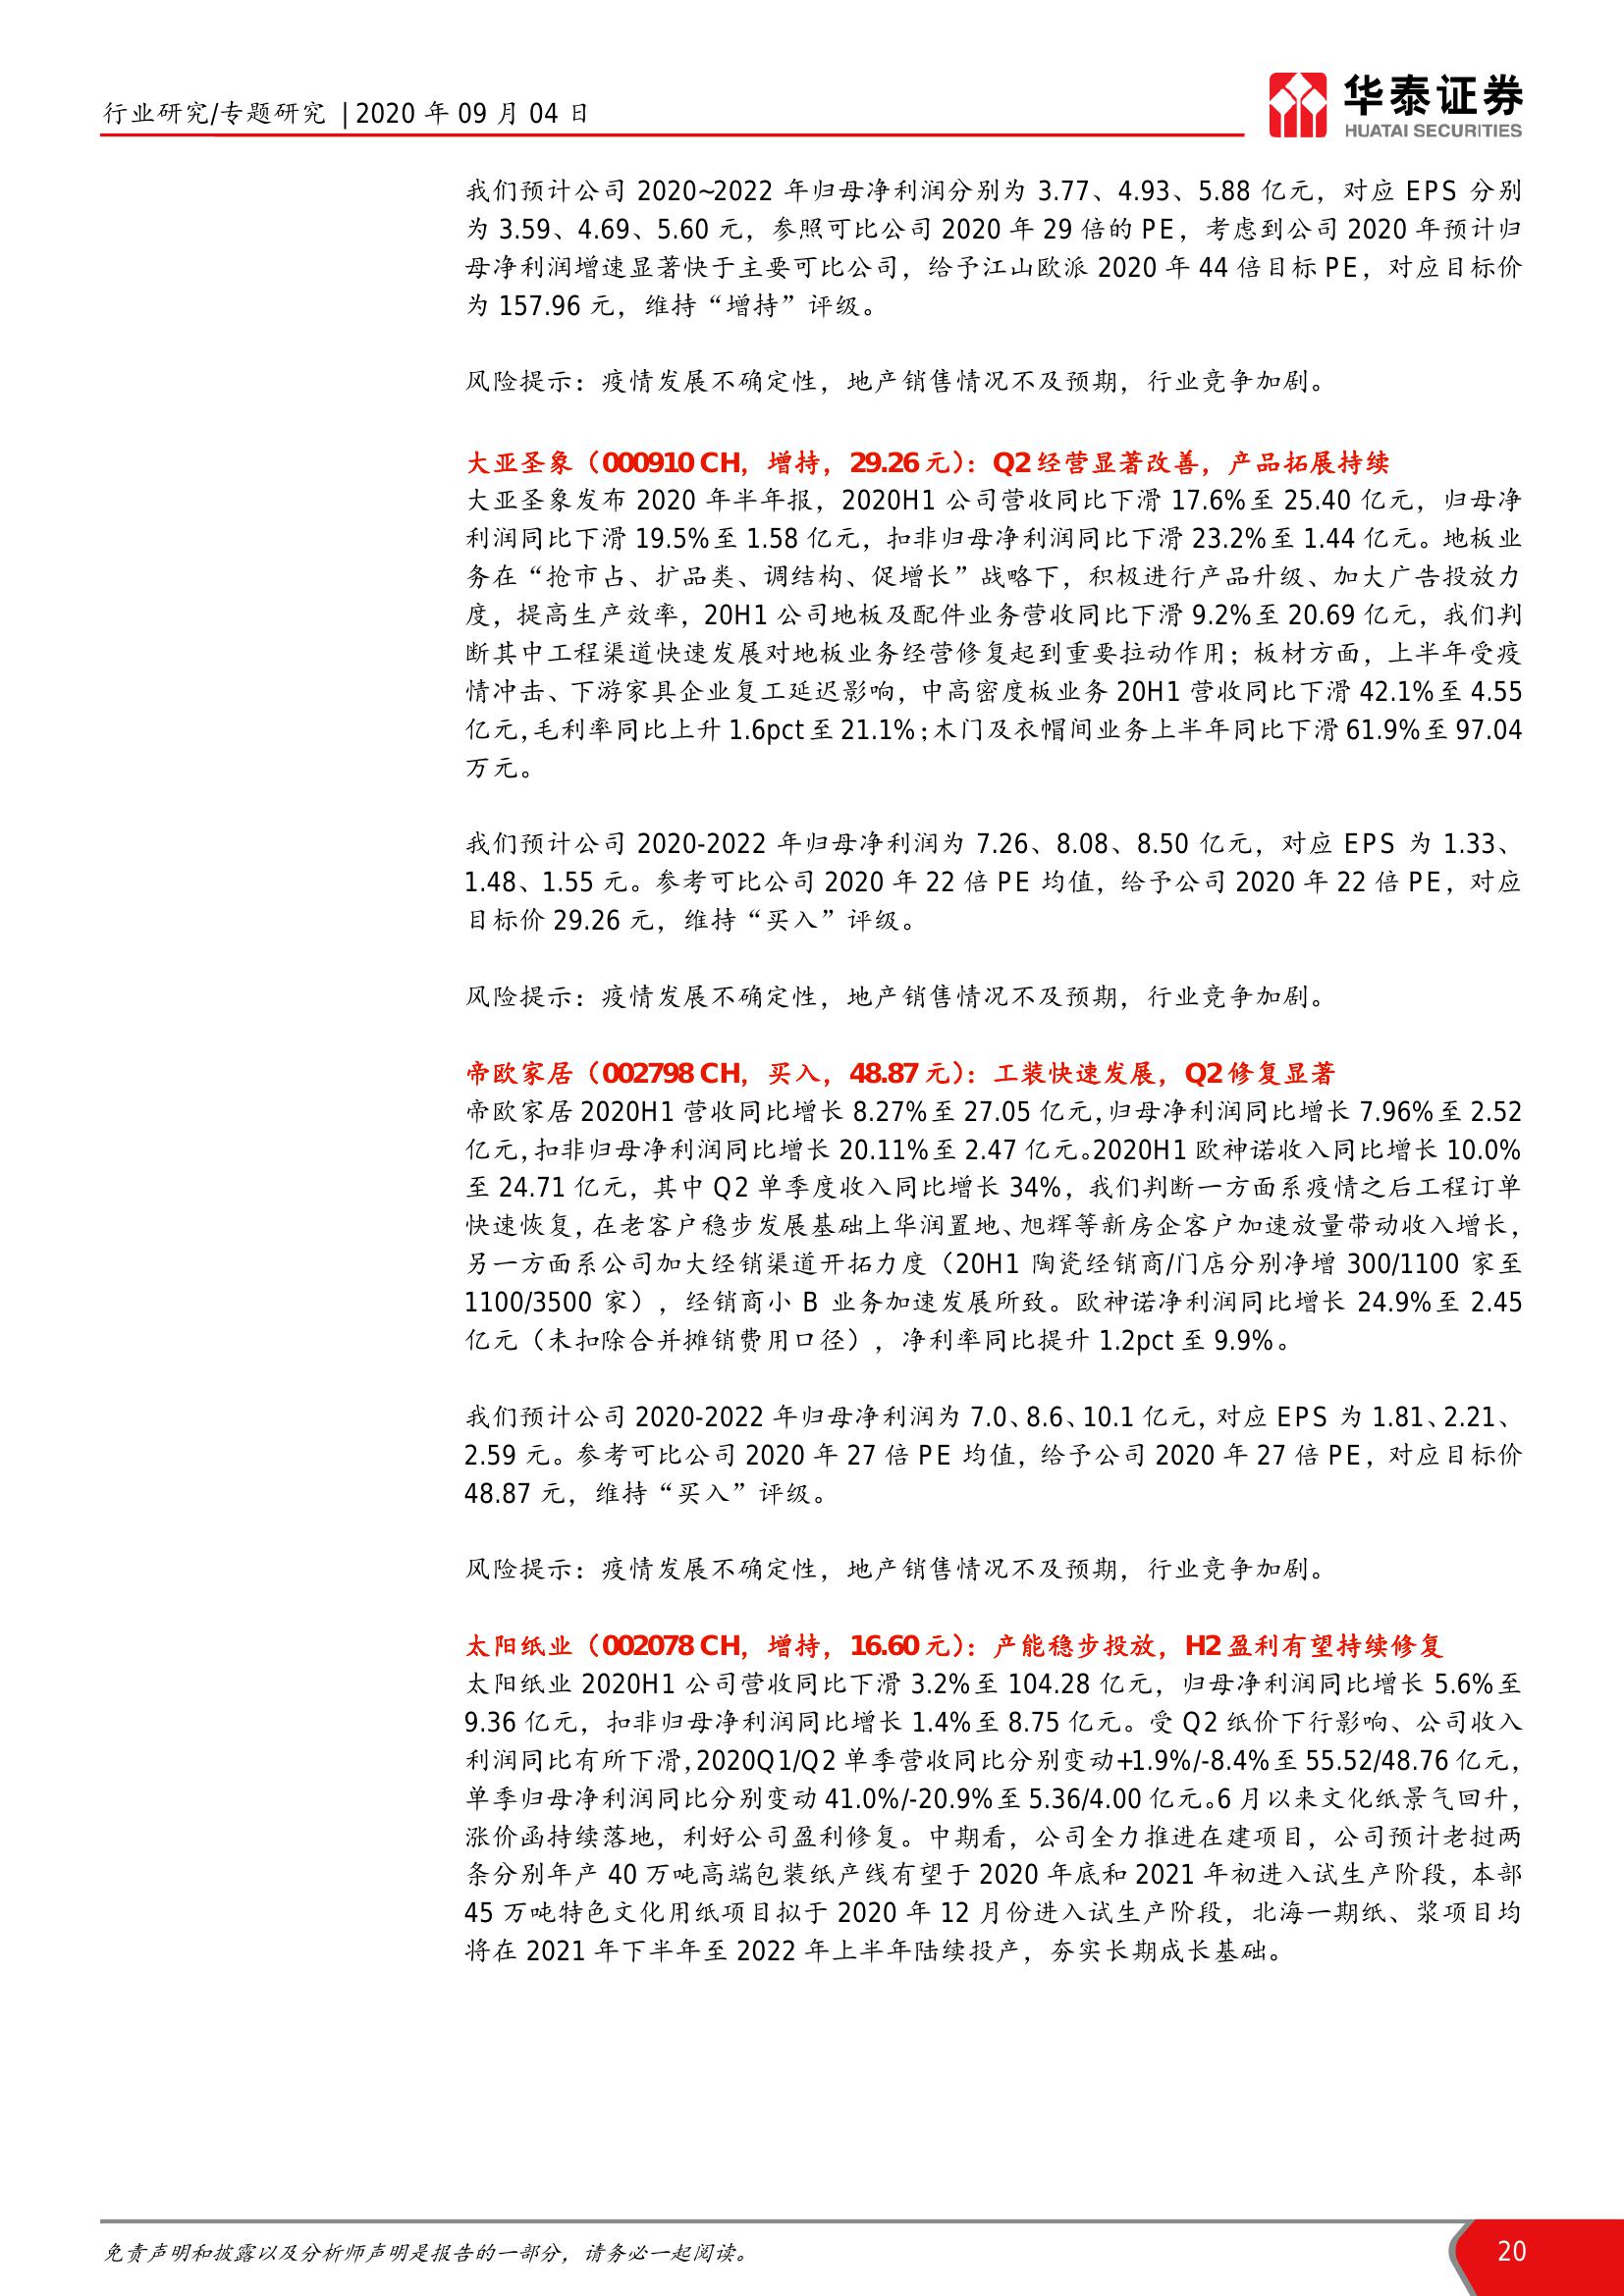 行业研究/专题研究 | 2020 年 09 月 04 日
华泰证券
HUATAI SECURITIES
我们预计公司 2020~2022 年归母净利润分别为 3.77、4.93、5.88 亿元，对应 EPS 分别
为 3.59、4.69、5.60 元，参照可比公司 2020 年 29 倍的 PE，考虑到公司 2020 年预计归
母净利润增速显著快于主要可比公司，给予江山欧派 2020 年 44 倍目标 PE，对应目标价
为 157.96 元，维持“增持”评级。
风险提示：疫情发展不确定性，地产销售情况不及预期，行业竞争加剧。
大亚圣象（000910 CH，增持，29.26 元）：Q2 经营显著改善，产品拓展持续
大亚圣象发布 2020 年半年报，2020H1 公司营收同比下滑 17.6%至 25.40 亿元，归母净
利润同比下滑 19.5%至 1.58 亿元，扣非归母净利润同比下滑 23.2%至 1.44 亿元。地板业
务在“抢市占、扩品类、调结构、促增长”战略下，积极进行产品升级、加大广告投放力
度，提高生产效率，20H1 公司地板及配件业务营收同比下滑 9.2%至 20.69 亿元，我们判
断其中工程渠道快速发展对地板业务经营修复起到重要拉动作用；板材方面，上半年受疫
情冲击、下游家具企业复工延迟影响，中高密度板业务 20H1 营收同比下滑 42.1%至 4.55
亿元，毛利率同比上升 1.6pct 至 21.1%；木门及衣帽间业务上半年同比下滑 61.9%至 97.04
万元。
我们预计公司 2020-2022 年归母净利润为 7.26、8.08、8.50 亿元，对应 EPS 为 1.33、
1.48、1.55 元。参考可比公司 2020 年 22 倍 PE 均值，给予公司 2020 年 22 倍 PE，对应
目标价 29.26 元，维持“买入”评级。
风险提示：疫情发展不确定性，地产销售情况不及预期，行业竞争加剧。
帝欧家居（002798 CH，买入，48.87 元）：工装快速发展，Q2 修复显著
帝欧家居 2020H1 营收同比增长 8.27%至 27.05 亿元，归母净利润同比增长 7.96%至 2.52
亿元，扣非归母净利润同比增长 20.11%至 2.47 亿元。2020H1 欧神诺收入同比增长 10.0%
至 24.71 亿元，其中 Q2 单季度收入同比增长 34%，我们判断一方面系疫情之后工程订单
快速恢复，在老客户稳步发展基础上华润置地、旭辉等新房企客户加速放量带动收入增长，
另一方面系公司加大经销渠道开拓力度（20H1 陶瓷经销商/门店分别净增 300/1100 家至
1100/3500 家），经销商小 B 业务加速发展所致。欧神诺净利润同比增长 24.9%至 2.45
亿元（未扣除合并摊销费用口径），净利率同比提升 1.2pct 至 9.9%。
我们预计公司 2020-2022 年归母净利润为 7.0、8.6、10.1 亿元，对应 EPS 为 1.81、2.21、
2.59 元。参考可比公司 2020 年 27 倍 PE 均值，给予公司 2020 年 27 倍 PE，对应目标价
48.87 元，维持“买入”评级。
风险提示：疫情发展不确定性，地产销售情况不及预期，行业竞争加剧。
太阳纸业（002078 CH，增持，16.60 元）：产能稳步投放，H2 盈利有望持续修复
太阳纸业 2020H1 公司营收同比下滑 3.2%至 104.28 亿元，归母净利润同比增长 5.6%至
9.36 亿元，扣非归母净利润同比增长 1.4%至 8.75 亿元。受 Q2 纸价下行影响、公司收入
利润同比有所下滑，2020Q1/Q2 单季营收同比分别变动+1.9%/-8.4%至 55.52/48.76 亿元，
单季归母净利润同比分别变动 41.0%/-20.9%至 5.36/4.00 亿元。6 月以来文化纸景气回升，
涨价函持续落地，利好公司盈利修复。中期看，公司全力推进在建项目，公司预计老挝两
条分别年产 40 万吨高端包装纸产线有望于 2020 年底和 2021 年初进入试生产阶段，本部
45 万吨特色文化用纸项目拟于 2020 年 12 月份进入试生产阶段，北海一期纸、浆项目均
将在 2021 年下半年至 2022 年上半年陆续投产，夯实长期成长基础。
免责声明和披露以及分析师声明是报告的一部分，请务必一起阅读。
20